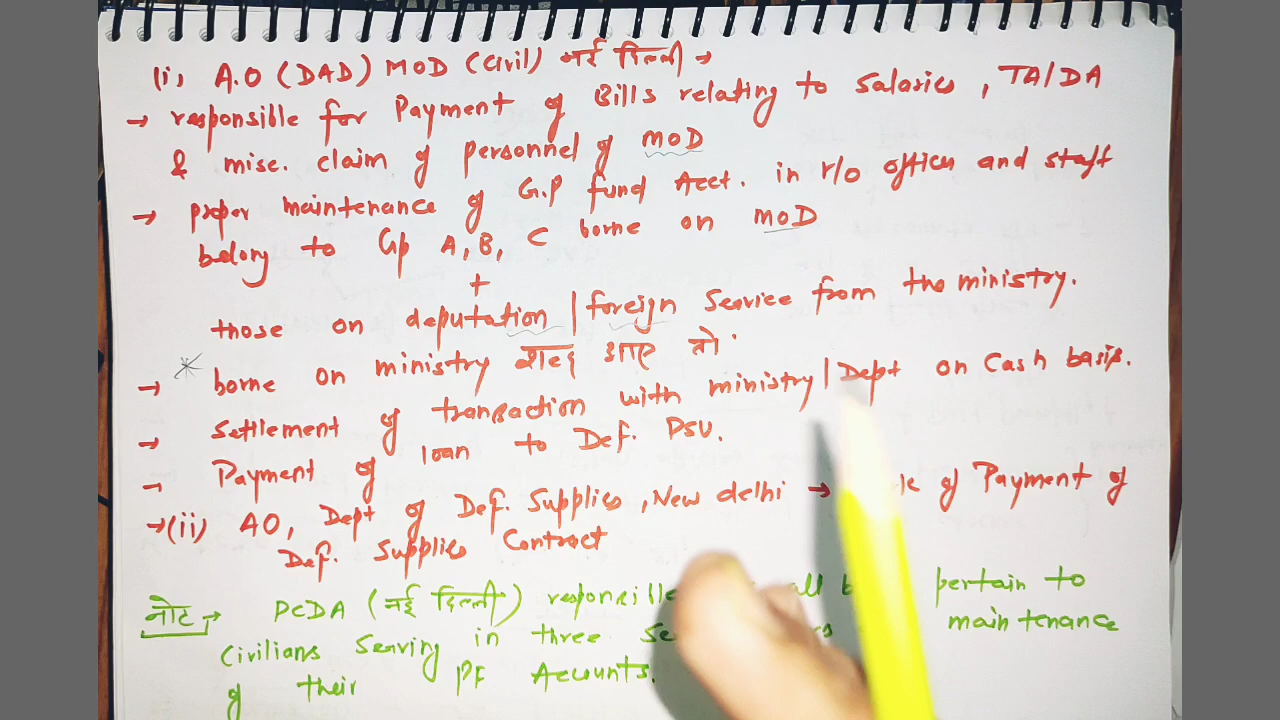 (i) A.O (DAD) MOD (Civil) नई दिल्ली →
→ responsible for Payment of Bills relating to Salaries, TA/DA
& misc. claim of personnel of MOD
→ proper maintenance of G.P fund Acct. in r/o officer and staff
belong to Gp A, B, C borne on MOD
+
those on deputation | foreign Service from the ministry.
→ borne on ministry शब्द आए तो.
→ Settlement of transaction with ministry | Dept on Cash basis.
→ Payment of loan to Def. PSU.
→ (ii) AO, Dept of Def. Supplies, New delhi → of Payment of
Def. Supplies Contract
नोट → PCDA (नई दिल्ली) responsible all pertain to
Civilians Serving in three maintenance
of their PF Accounts.